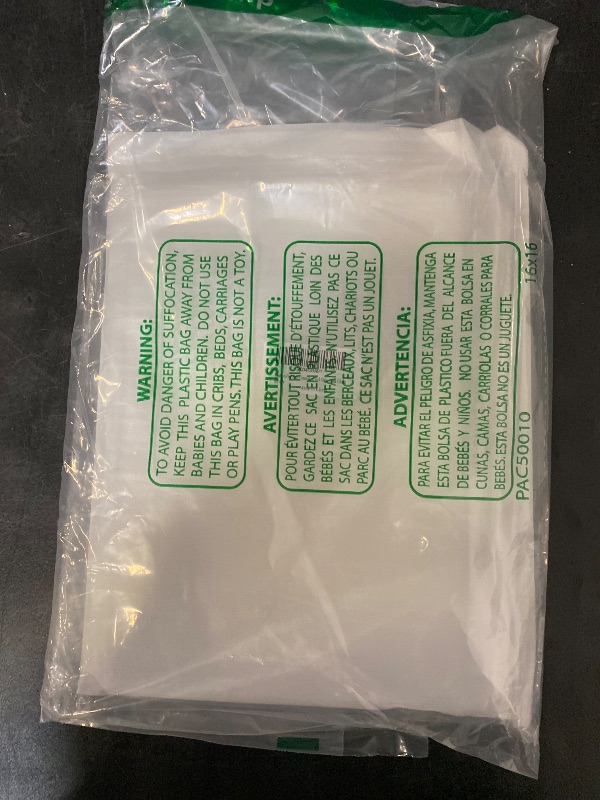 WARNING:
TO AVOID DANGER OF SUFFOCATION,
KEEP THIS PLASTIC BAG AWAY FROM
BABIES AND CHILDREN. DO NOT USE
THIS BAG IN CRIBS, BEDS, CARRIAGES
OR PLAY PENS. THIS BAG IS NOT A TOY.
AVERTISSEMENT:
POUR ÉVITER TOUT RISQUE D'ÉTOUFFEMENT,
GARDEZ CE SAC EN PLASTIQUE LOIN DES
BÉBÉS ET LES ENFANTS. N'UTILISEZ PAS CE
SAC DANS LES BERCEAUX, LITS, CHARIOTS OU
PARC AU BÉBÉ. CE SAC N'EST PAS UN JOUET.
ADVERTENCIA:
PARA EVITAR EL PELIGRO DE ASFIXIA, MANTENGA
ESTA BOLSA DE PLÁSTICO FUERA DEL ALCANCE
DE BEBÉS Y NIÑOS. NO USAR ESTA BOLSA EN
CUNAS, CAMAS, CARRIOLAS O CORRALES PARA
BEBÉS. ESTA BOLSA NO ES UN JUGUETE.
PAC50010
16x16